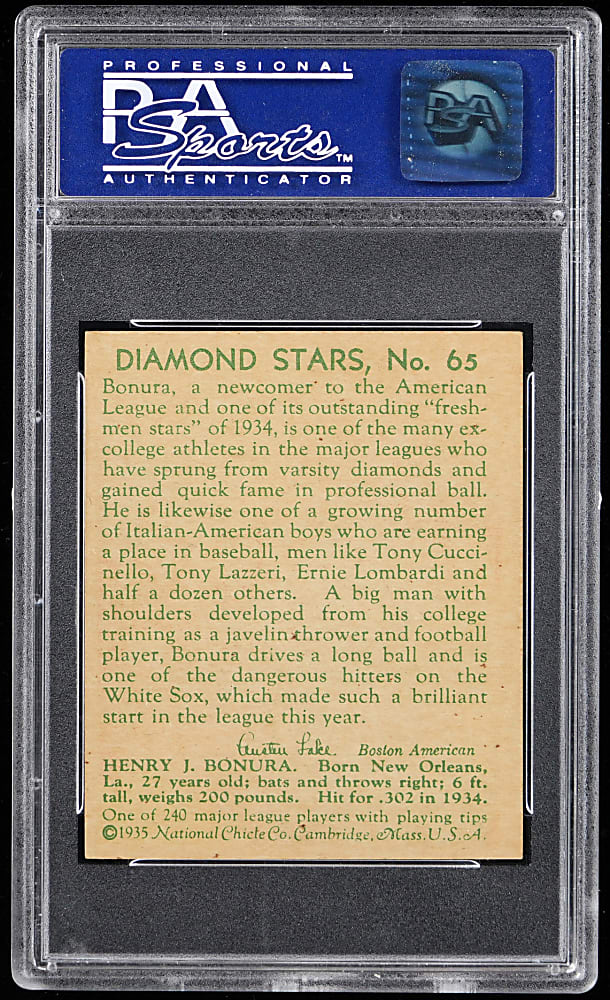 PROFESSIONAL
PSA
Sports™
AUTHENTICATOR
PSA
DIAMOND STARS, No. 65
Bonura, a newcomer to the American
League and one of its outstanding “fresh-
men stars” of 1934, is one of the many ex-
college athletes in the major leagues who
have sprung from varsity diamonds and
gained quick fame in professional ball.
He is likewise one of a growing number
of Italian-American boys who are earning
a place in baseball, men like Tony Cucci-
nello, Tony Lazzeri, Ernie Lombardi and
half a dozen others. A big man with
shoulders developed from his college
training as a javelin thrower and football
player, Bonura drives a long ball and is
one of the dangerous hitters on the
White Sox, which made such a brilliant
start in the league this year.
Austen Lake Boston American
HENRY J. BONURA. Born New Orleans,
La., 27 years old; bats and throws right; 6 ft.
tall, weighs 200 pounds. Hit for .302 in 1934.
One of 240 major league players with playing tips
©1935 National Chicle Co. Cambridge, Mass. U.S.A.